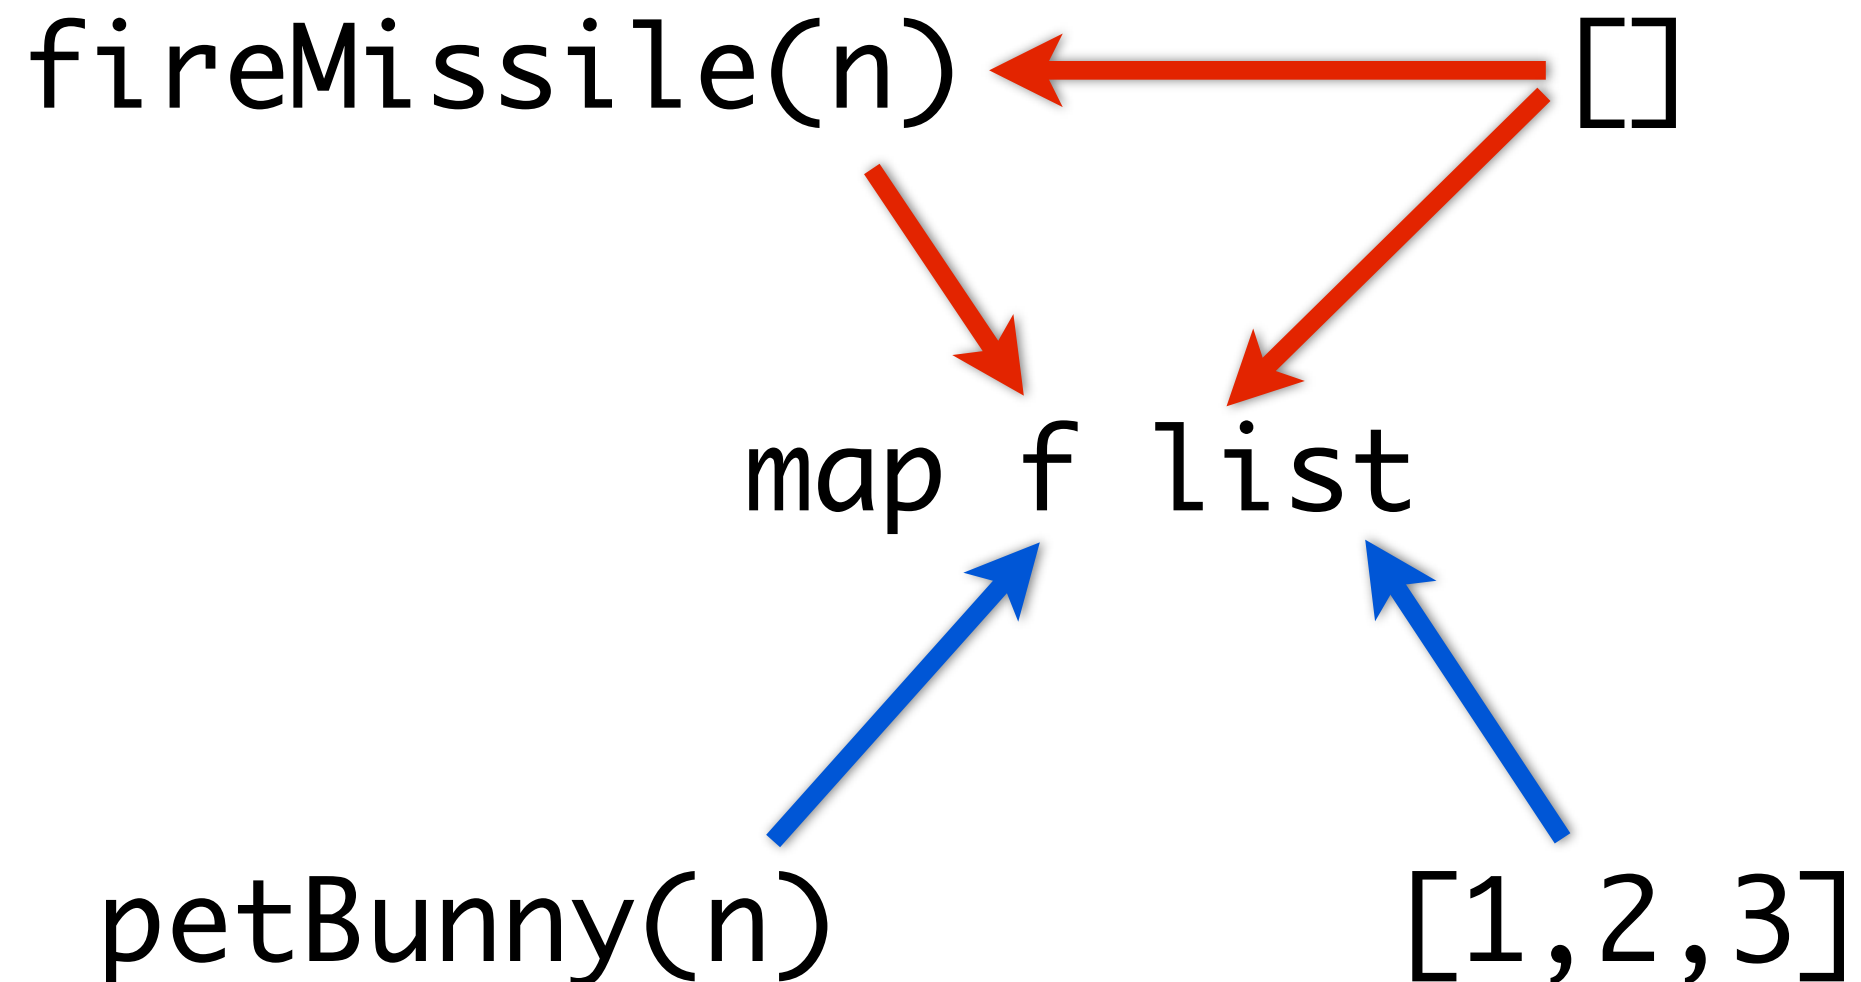 fireMissile(n) []
map f list
petBunny(n) [1,2,3]